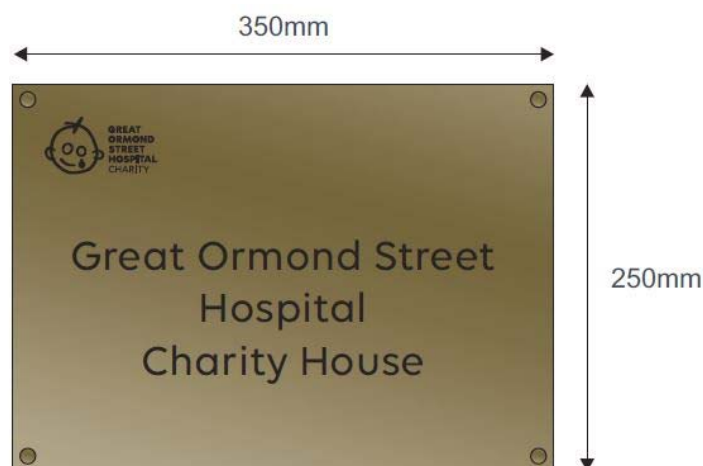 350mm
GREAT
ORMOND
STREET
HOSPITAL
CHARITY
Great Ormond Street
Hospital
Charity House
250mm